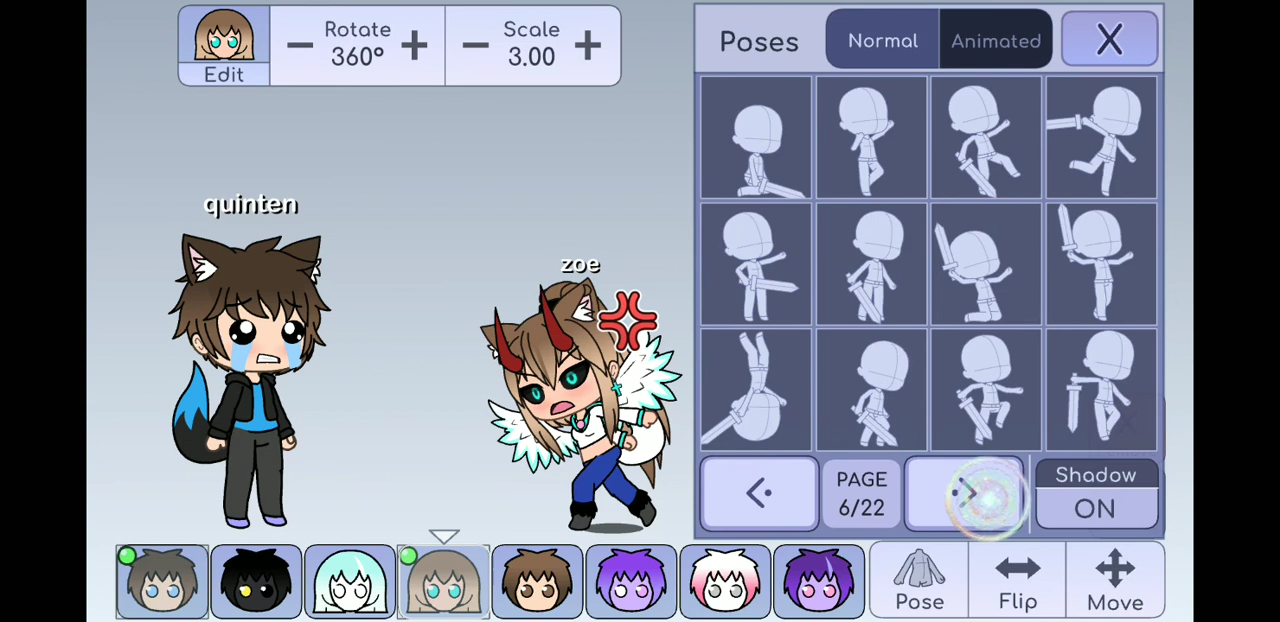 Edit
Rotate
360°
Scale
3.00
Poses
Normal
Animated
X
quinten
zoe
PAGE
6/22
Shadow
ON
Pose
Flip
Move